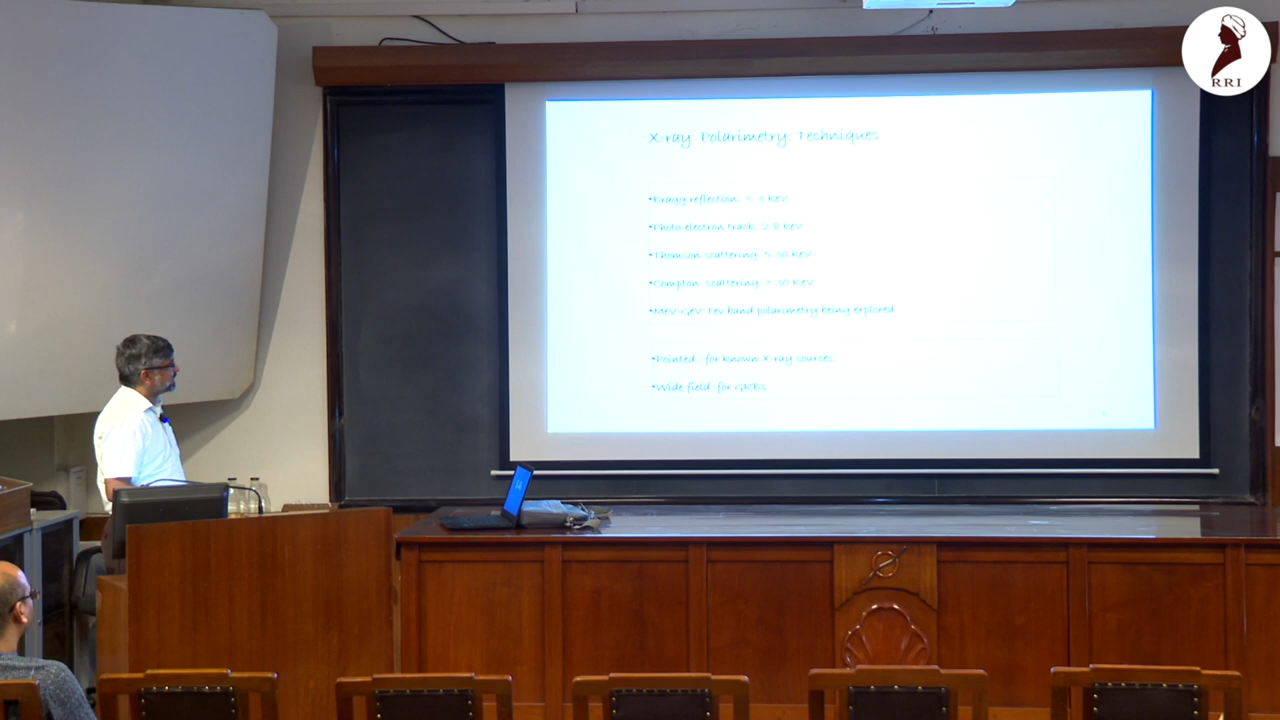 RRI
X-ray Polarimetry: Techniques
•Bragg reflection: < 3 keV
•Photo electron track: 2-8 keV
•Thomson scattering: 5-30 keV
•Compton scattering: > 30 KeV
•MeV-GeV-Tev band polarimetry being explored
•Pointed: for known X-ray sources
•Wide field: for GRBs